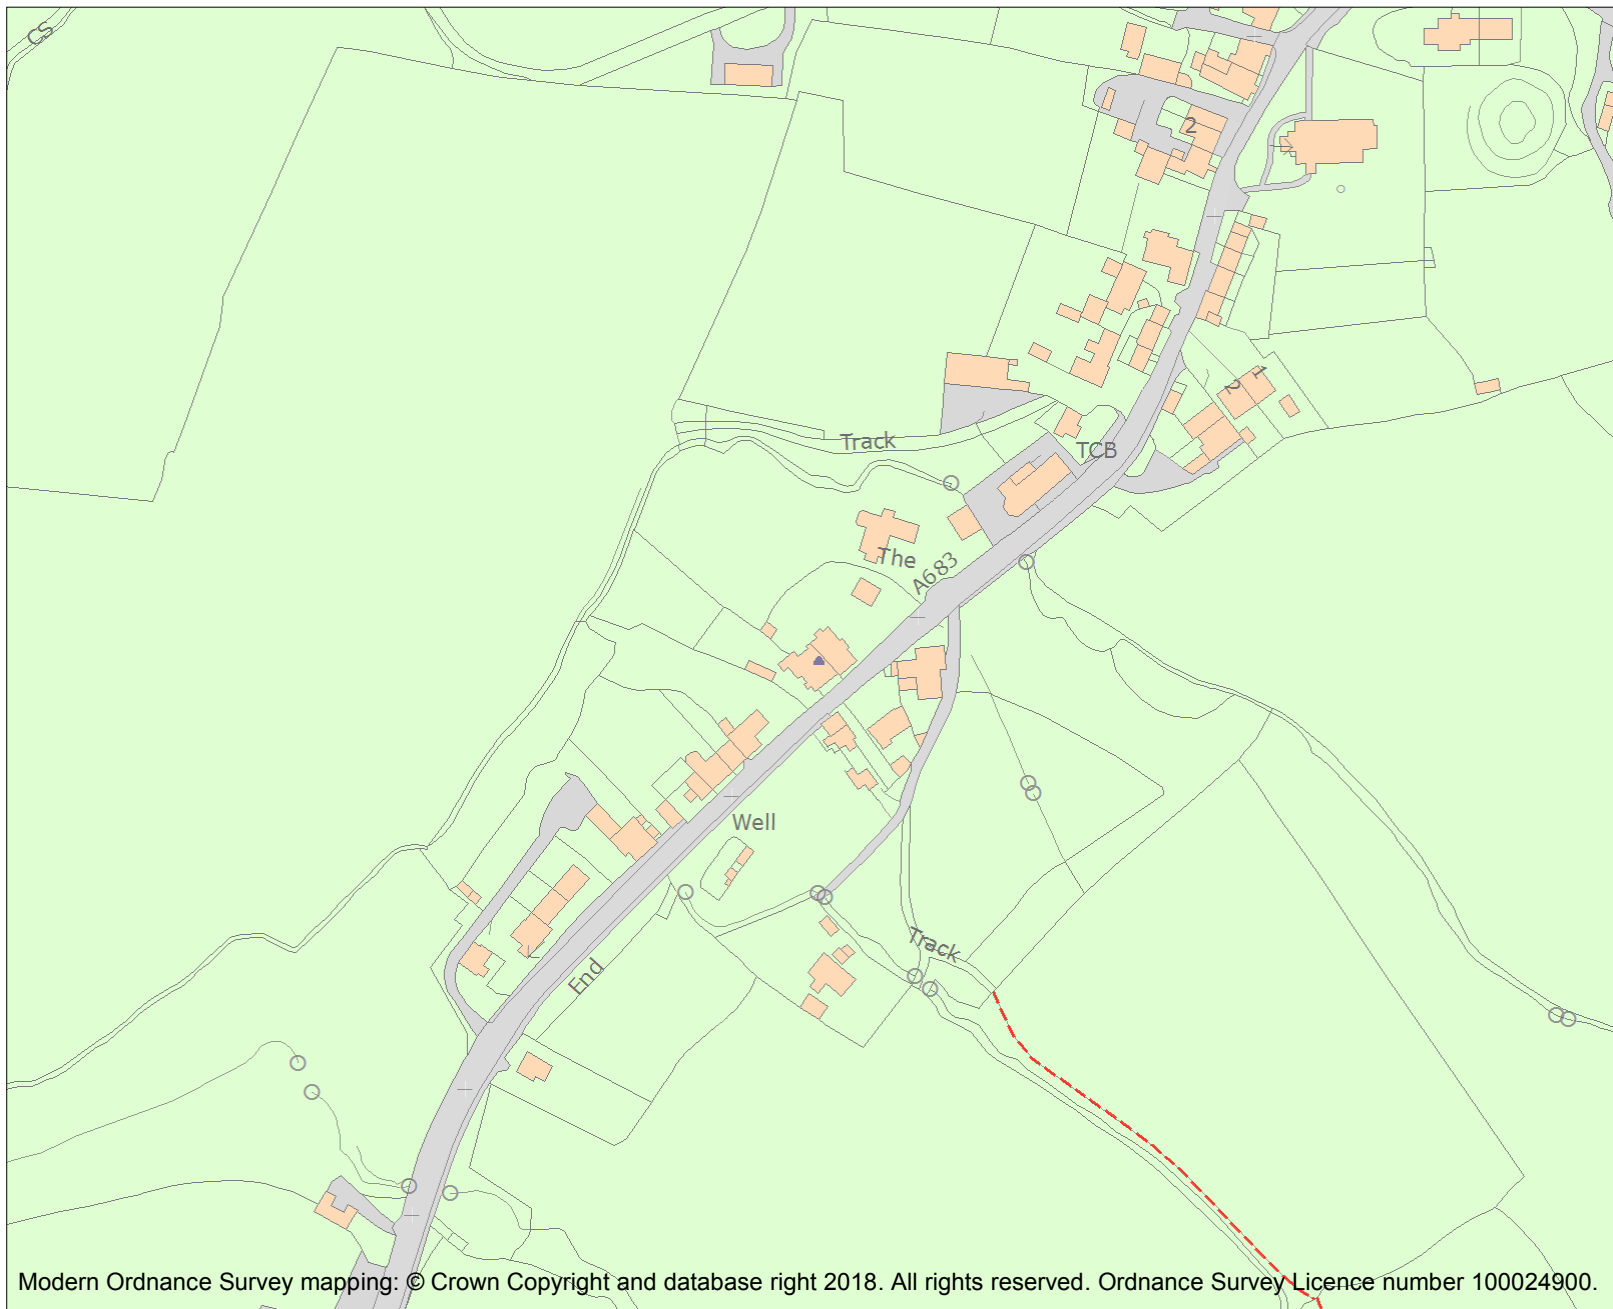 CS
2
1
2
Track
TCB
The
A683
Well
Track
End
Modern Ordnance Survey mapping: © Crown Copyright and database right 2018. All rights reserved. Ordnance Survey Licence number 100024900.